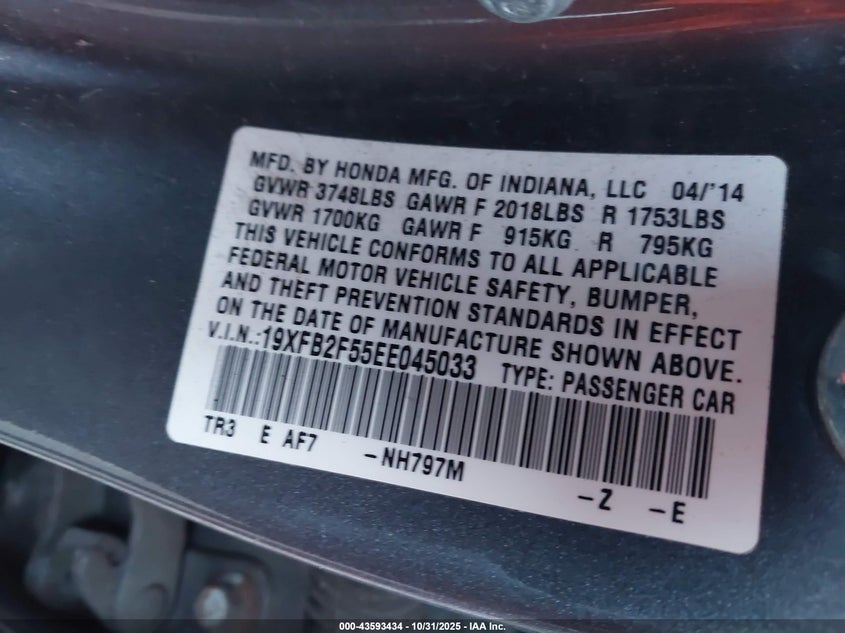 MFD. BY HONDA MFG. OF INDIANA, LLC 04/'14
GVWR 3748LBS GAWR F 2018LBS R 1753LBS
GVWR 1700KG GAWR F 915KG R 795KG
THIS VEHICLE CONFORMS TO ALL APPLICABLE
FEDERAL MOTOR VEHICLE SAFETY, BUMPER,
AND THEFT PREVENTION STANDARDS IN EFFECT
ON THE DATE OF MANUFACTURE SHOWN ABOVE.
V.I.N.:19XFB2F55EE045033 TYPE: PASSENGER CAR
TR3 E AF7 -NH797M -Z -E
000-43593434 - 10/31/2025 - IAA Inc.